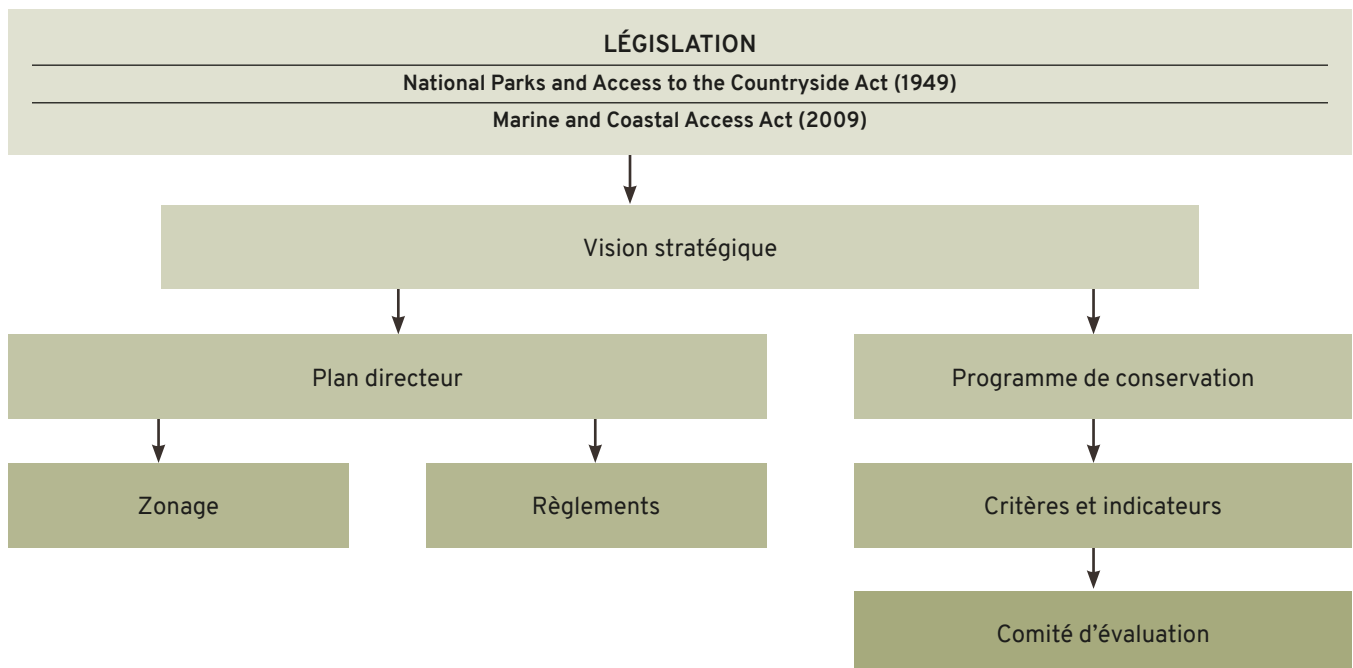 LÉGISLATION
National Parks and Access to the Countryside Act (1949)
Marine and Coastal Access Act (2009)
Vision stratégique
Plan directeur
Programme de conservation
Zonage
Règlements
Critères et indicateurs
Comité d'évaluation